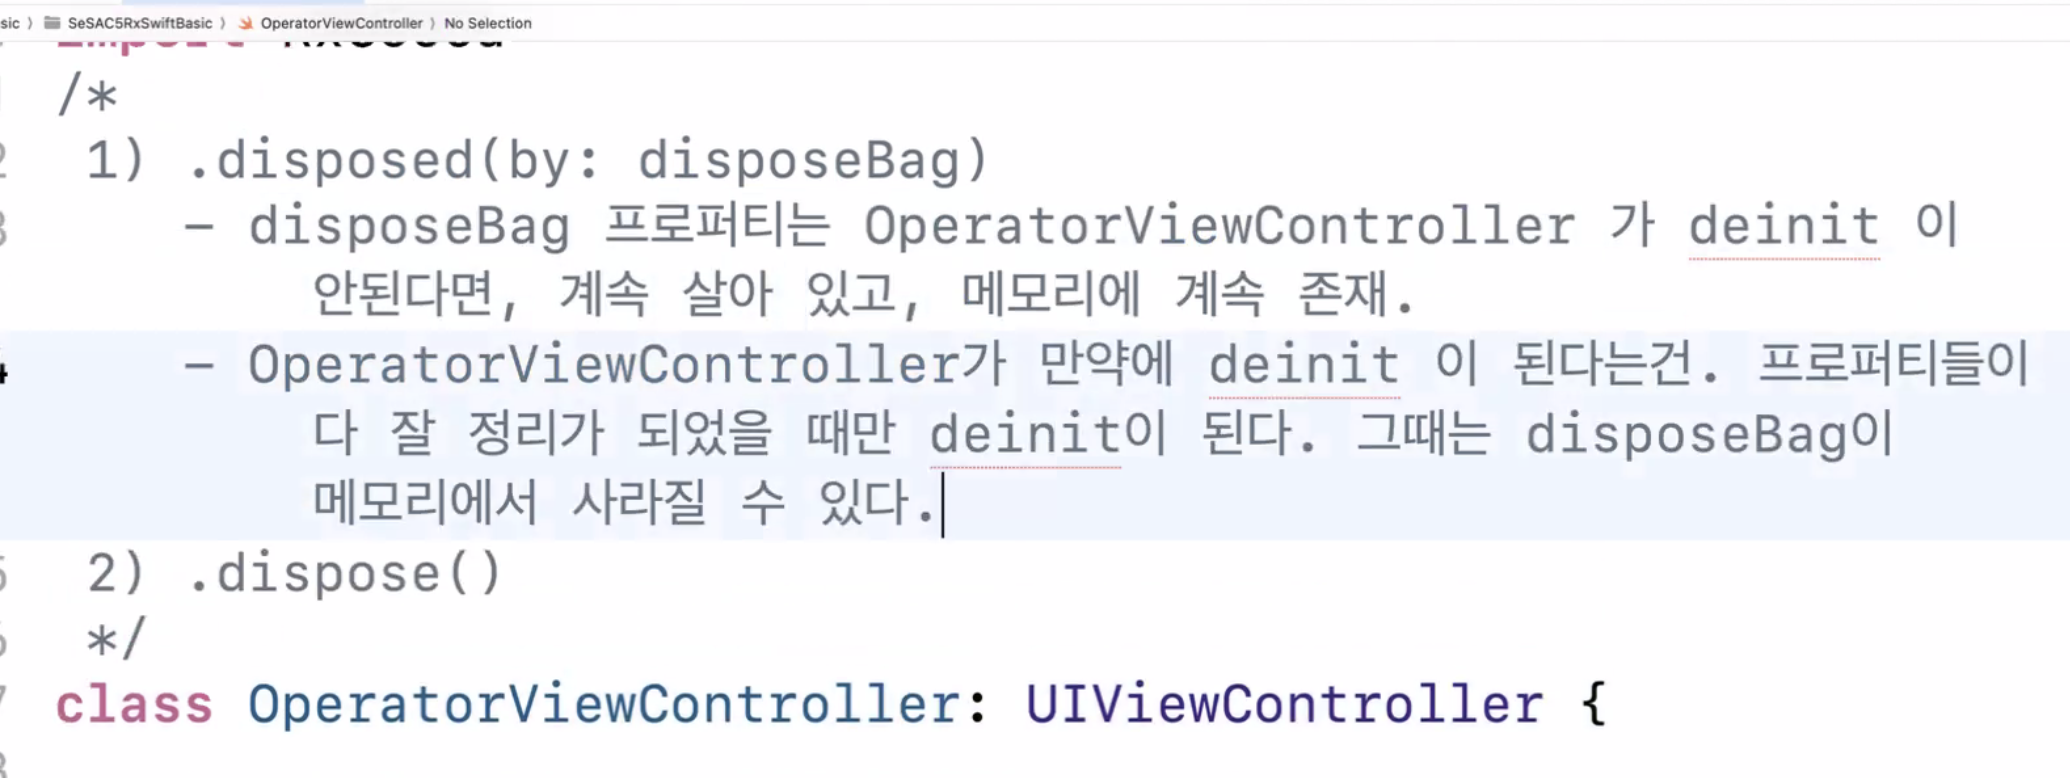 sic 〉 SeSAC5RxSwiftBasic 〉 OperatorViewController 〉 No Selection
import RxCocoa
/*
1) .disposed(by: disposeBag)
- disposeBag 프로퍼티는 OperatorViewController 가 deinit 이
안된다면, 계속 살아 있고, 메모리에 계속 존재.
- OperatorViewController가 만약에 deinit 이 된다는건. 프로퍼티들이
다 잘 정리가 되었을 때만 deinit이 된다. 그때는 disposeBag이
메모리에서 사라질 수 있다.
2) .dispose()
*/
class OperatorViewController: UIViewController {